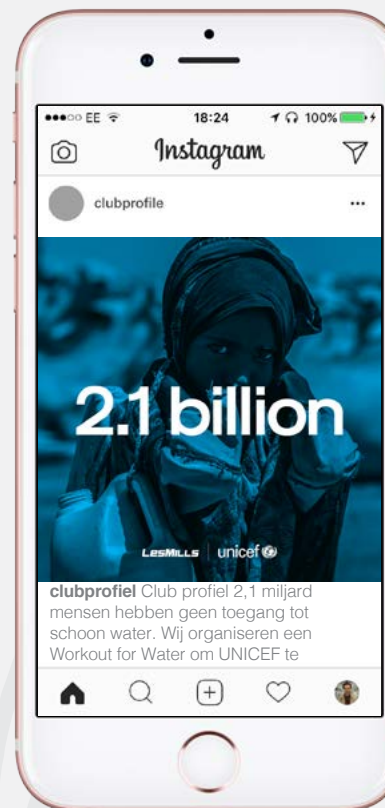 EE 18:24 100%
Instagram
clubprofile
2.1 billion
LESMILLS unicef
clubprofiel Club profiel 2,1 miljard
mensen hebben geen toegang tot
schoon water. Wij organiseren een
Workout for Water om UNICEF te